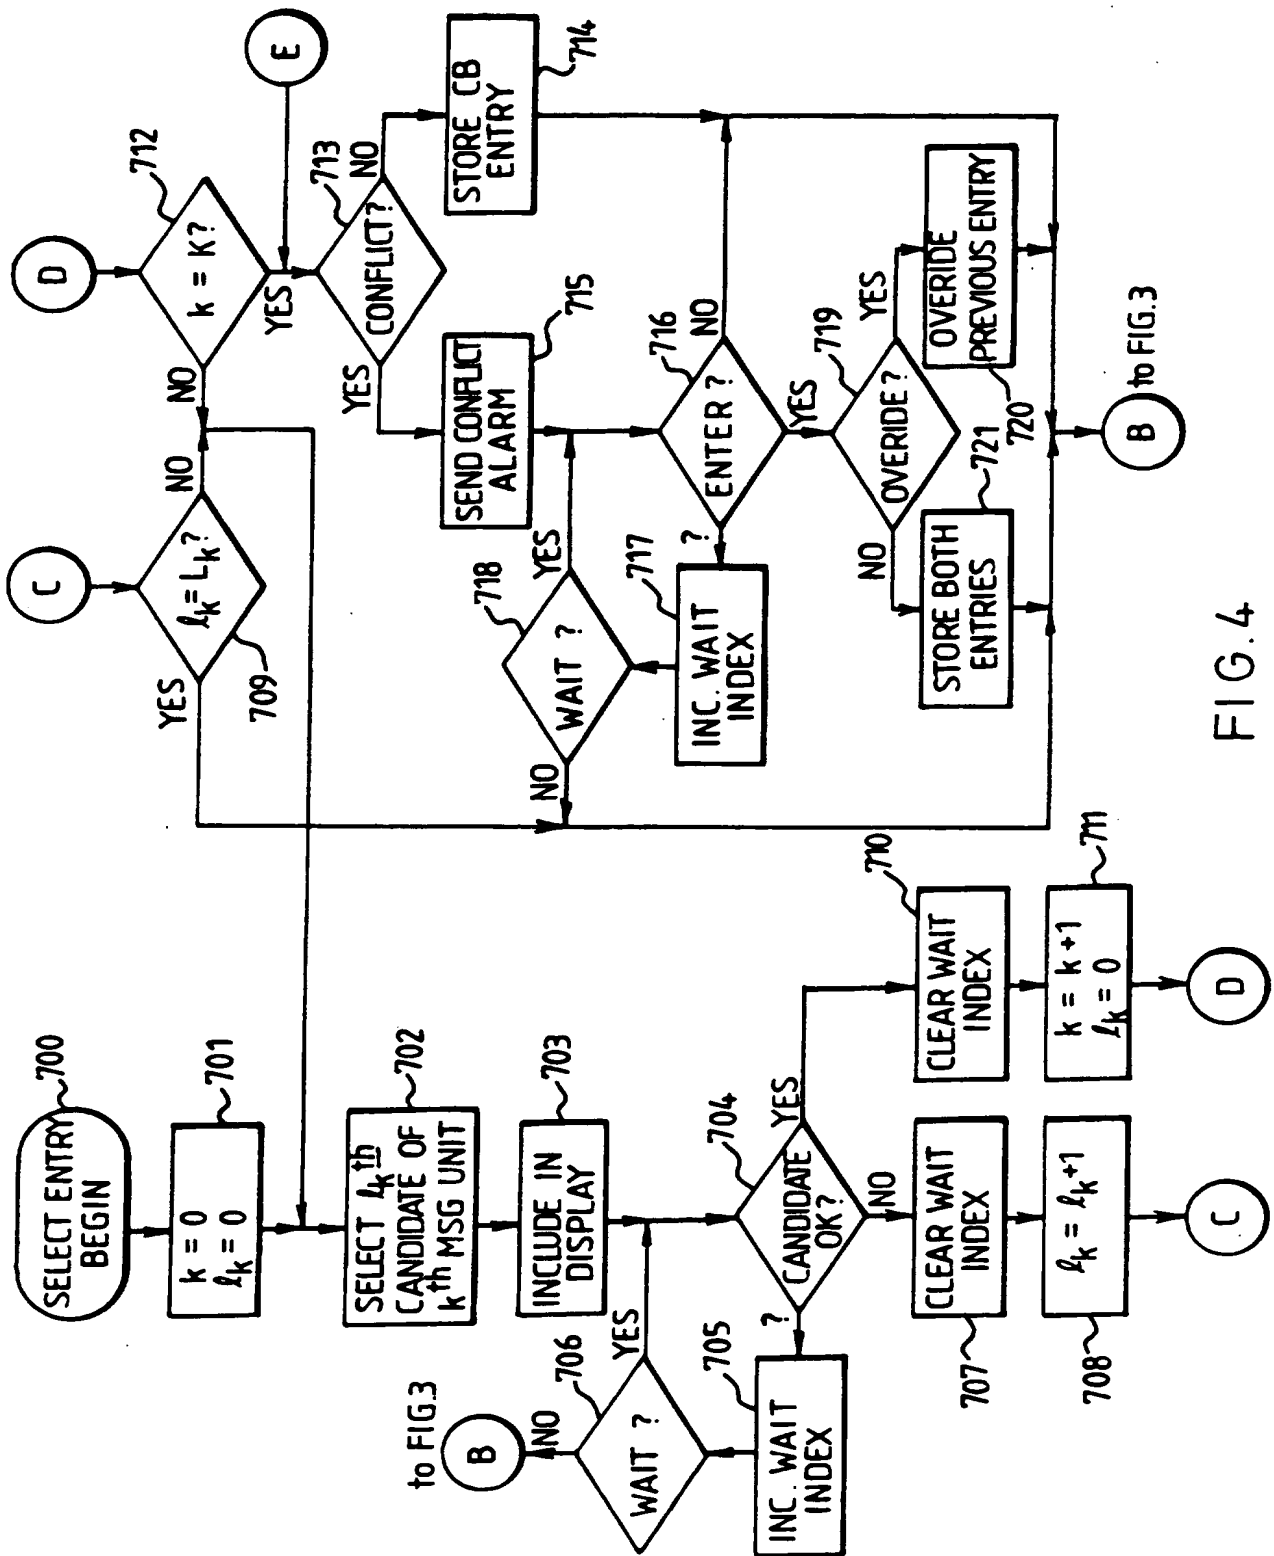 SELECT ENTRY
BEGIN
700
k = 0
ℓk = 0
701
SELECT ℓk th
CANDIDATE OF
k th MSG UNIT
702
INCLUDE IN
DISPLAY
703
CANDIDATE
OK?
704
YES
NO
?
INC. WAIT
INDEX
705
WAIT ?
706
YES
NO
B
to FIG.3
CLEAR WAIT
INDEX
707
ℓk = ℓk+1
708
C
CLEAR WAIT
INDEX
710
k = k+1
ℓk = 0
711
D
C
ℓk = Lk?
709
YES
NO
D
k = K?
712
NO
YES
E
CONFLICT?
713
YES
NO
STORE CB
ENTRY
714
SEND CONFLICT
ALARM
715
ENTER ?
716
NO
YES
?
INC. WAIT
INDEX
717
WAIT ?
718
YES
NO
OVERRIDE?
719
YES
NO
OVERRIDE
PREVIOUS ENTRY
720
STORE BOTH
ENTRIES
721
B
to FIG.3
FIG.4